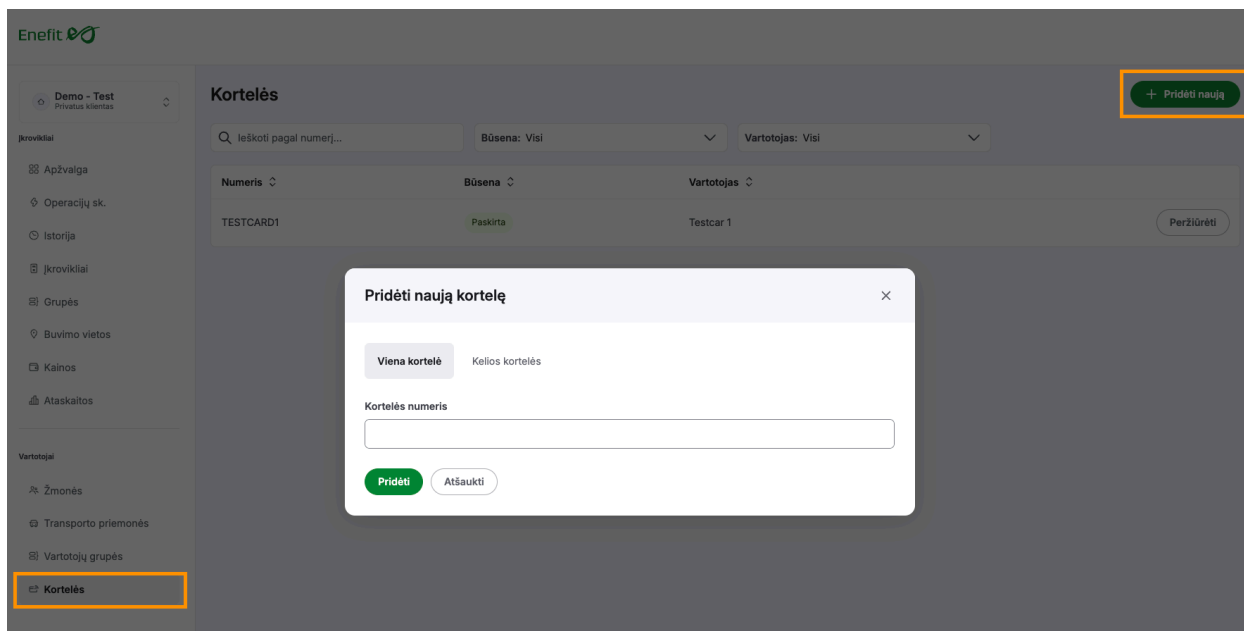 Enefit
Demo - Test
Privatus klientas
Įkrovikliai
Apžvalga
Operacijų sk.
Istorija
Įkrovikliai
Grupės
Buvimo vietos
Kainos
Ataskaitos
Vartotojai
Žmonės
Transporto priemonės
Vartotojų grupės
Kortelės
Kortelės
+ Pridėti naują
Ieškoti pagal numerį...
Būsena: Visi
Vartotojas: Visi
Numeris Būsena Vartotojas
TESTCARD1 Paskirta Testcar 1 Peržiūrėti
Pridėti naują kortelę
Viena kortelė Kelios kortelės
Kortelės numeris
Pridėti Atšaukti